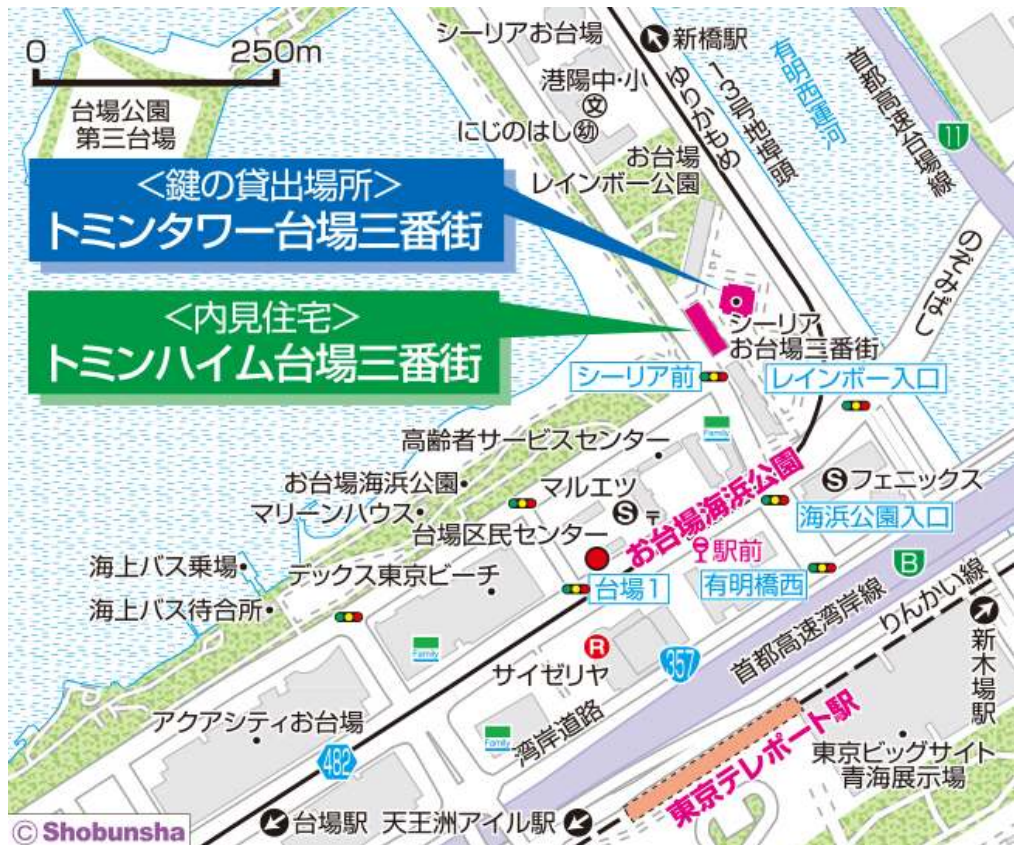 0
250m
台場公園
第三台場
シーリアお台場
新橋駅
港陽中・小
文
にじのはし
幼
ゆりかもめ
13号地埠頭
有明西運河
首都高速台場線
11
お台場
レインボー公園
<鍵の貸出場所>
トミンタワー台場三番街
<内見住宅>
トミンハイム台場三番街
シーリア
お台場三番街
のぞみばし
シーリア前
レインボー入口
Family
高齢者サービスセンター
お台場海浜公園
マルエツ
S
〒
マリーンハウス
台場区民センター
お台場海浜公園
S
フェニックス
海浜公園入口
駅前
海上バス乗場
デックス東京ビーチ
台場1
有明橋西
B
海上バス待合所
首都高速湾岸線
りんかい線
新木場駅
Family
R
サイゼリヤ
357
アクアシティお台場
482
Family
湾岸道路
東京テレポート駅
東京ビッグサイト
青海展示場
台場駅
天王洲アイル駅
© Shobunsha